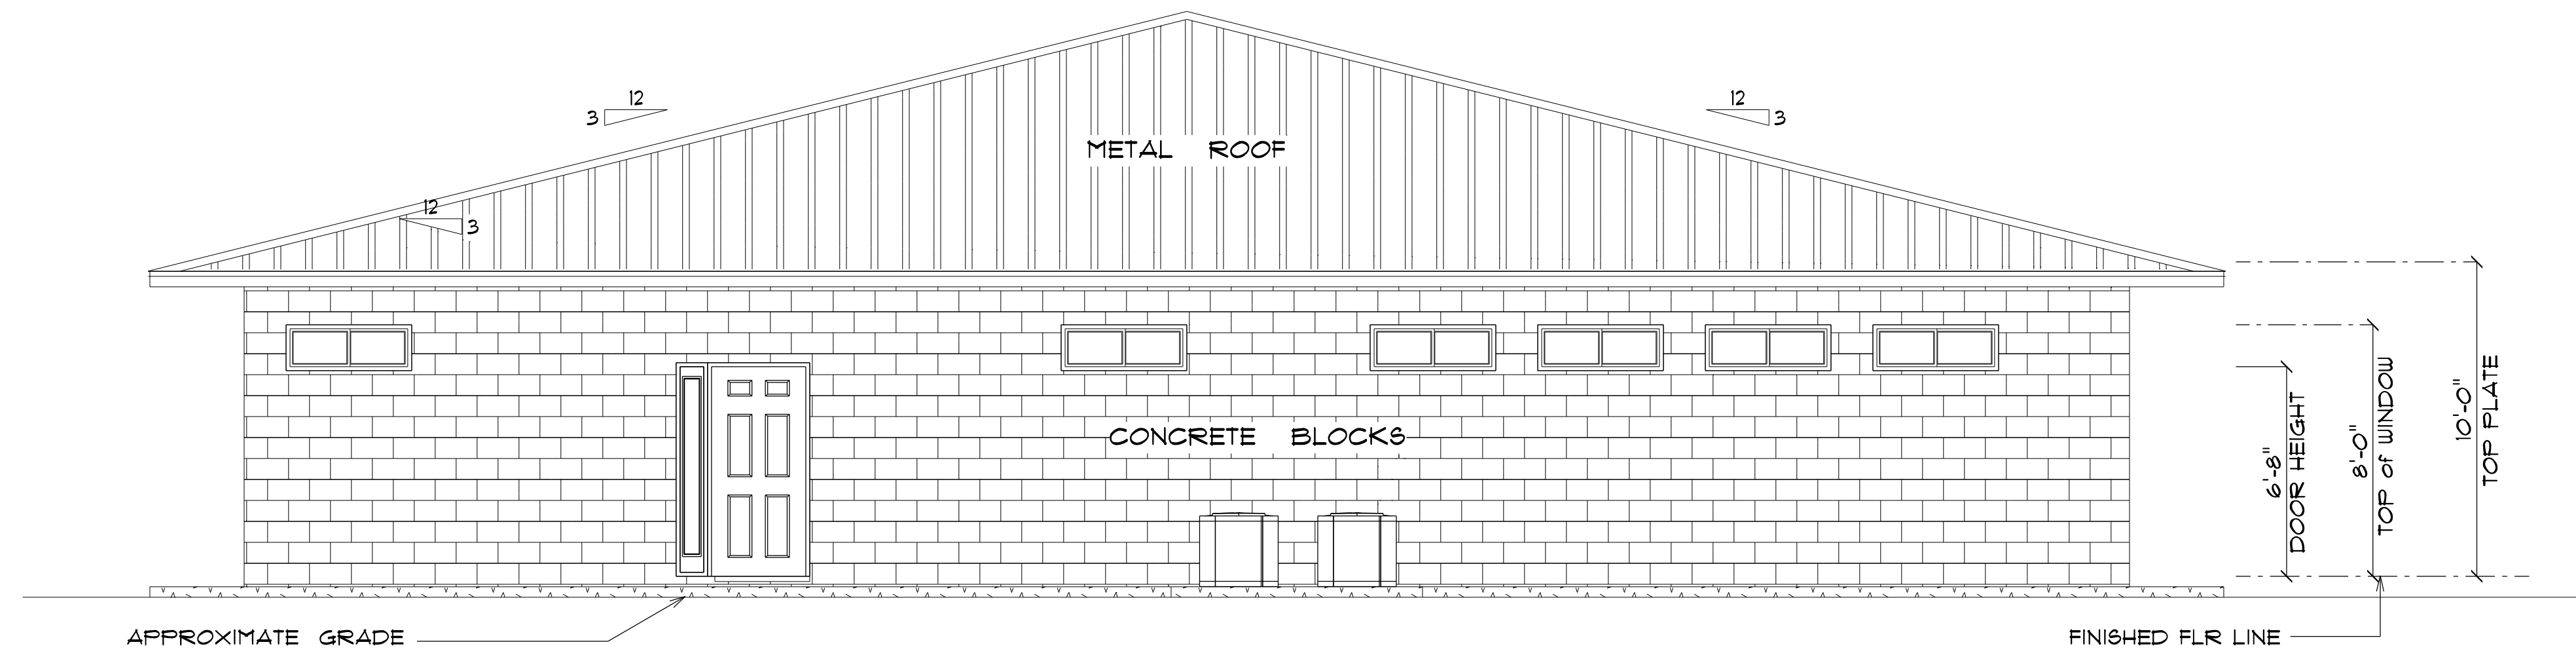 12
3
12
3
METAL ROOF
12
3
CONCRETE BLOCKS
6'-8"
DOOR HEIGHT
8'-0"
TOP of WINDOW
10'-0"
TOP PLATE
APPROXIMATE GRADE
FINISHED FLR LINE